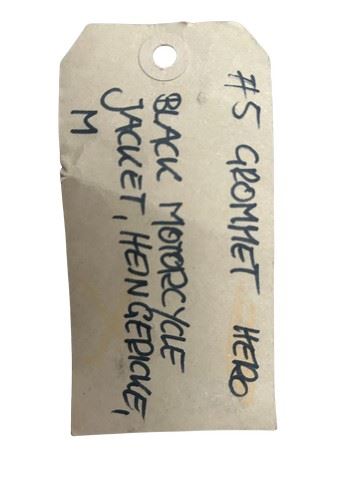 #5 GROMMET HERO
BLACK MOTORCYCLE
JACKET, HEINGERICKE,
M